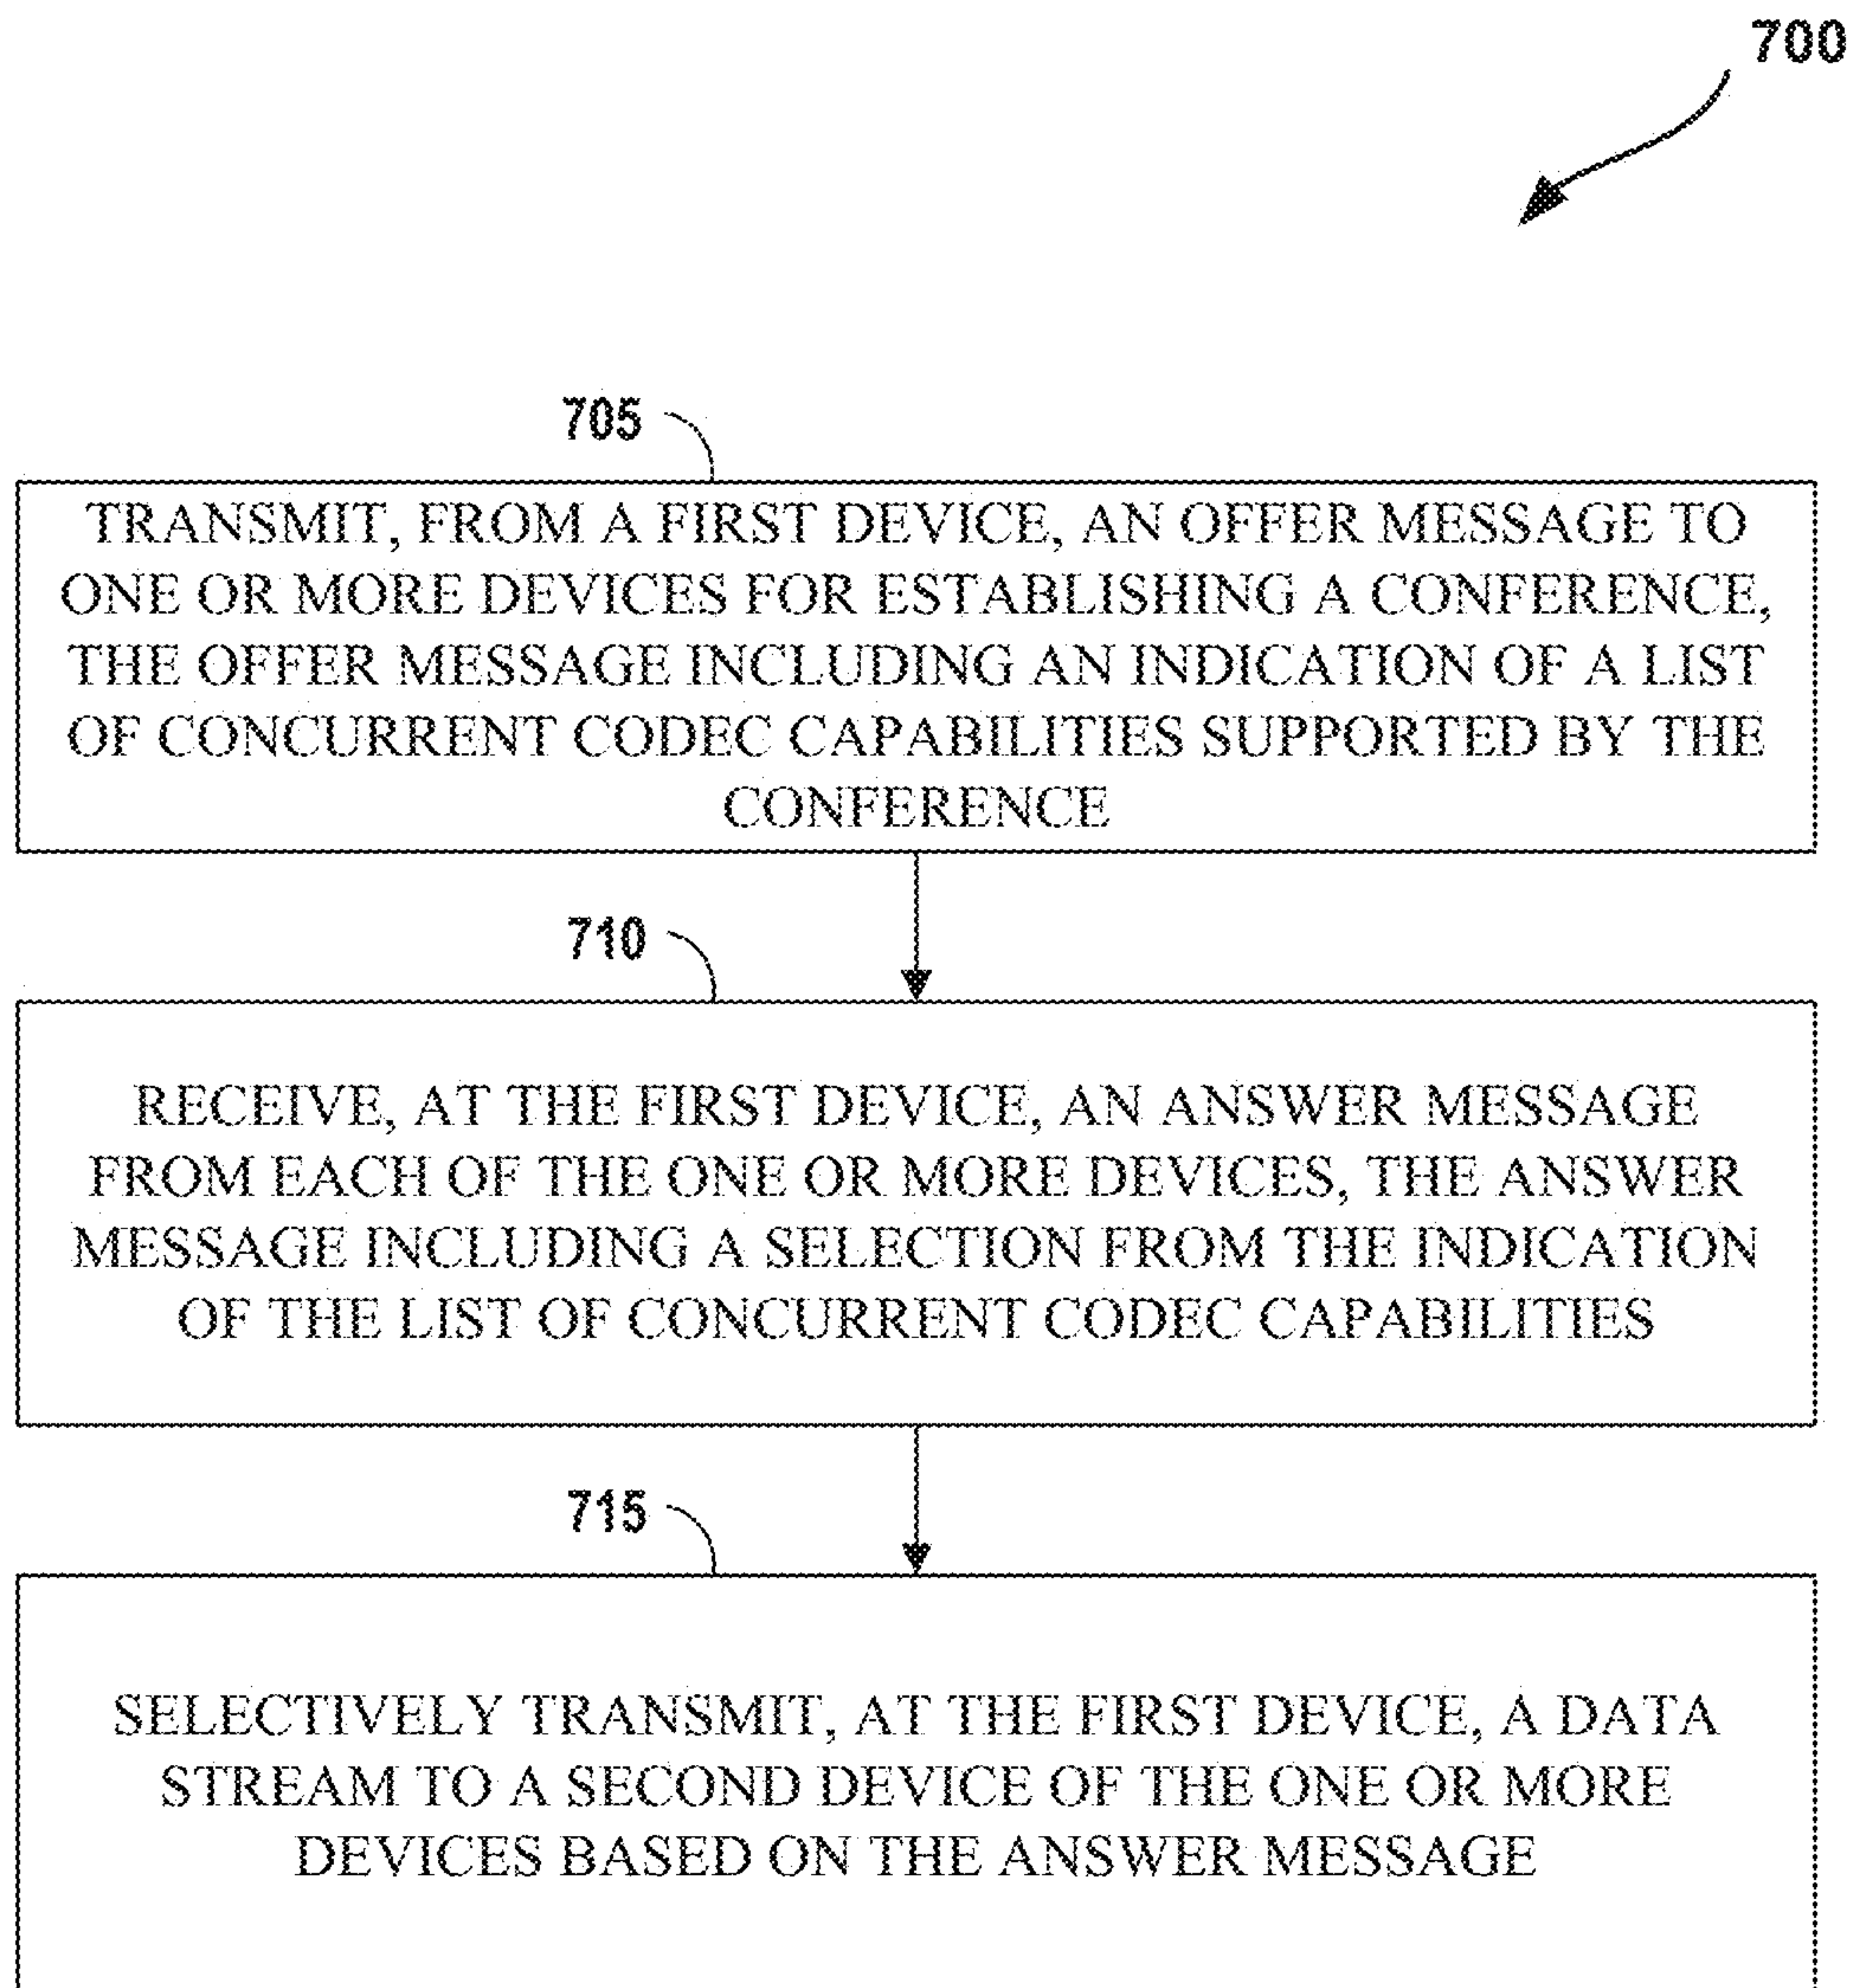 700
705
TRANSMIT, FROM A FIRST DEVICE, AN OFFER MESSAGE TO
ONE OR MORE DEVICES FOR ESTABLISHING A CONFERENCE,
THE OFFER MESSAGE INCLUDING AN INDICATION OF A LIST
OF CONCURRENT CODEC CAPABILITIES SUPPORTED BY THE
CONFERENCE
710
RECEIVE, AT THE FIRST DEVICE, AN ANSWER MESSAGE
FROM EACH OF THE ONE OR MORE DEVICES, THE ANSWER
MESSAGE INCLUDING A SELECTION FROM THE INDICATION
OF THE LIST OF CONCURRENT CODEC CAPABILITIES
715
SELECTIVELY TRANSMIT, AT THE FIRST DEVICE, A DATA
STREAM TO A SECOND DEVICE OF THE ONE OR MORE
DEVICES BASED ON THE ANSWER MESSAGE